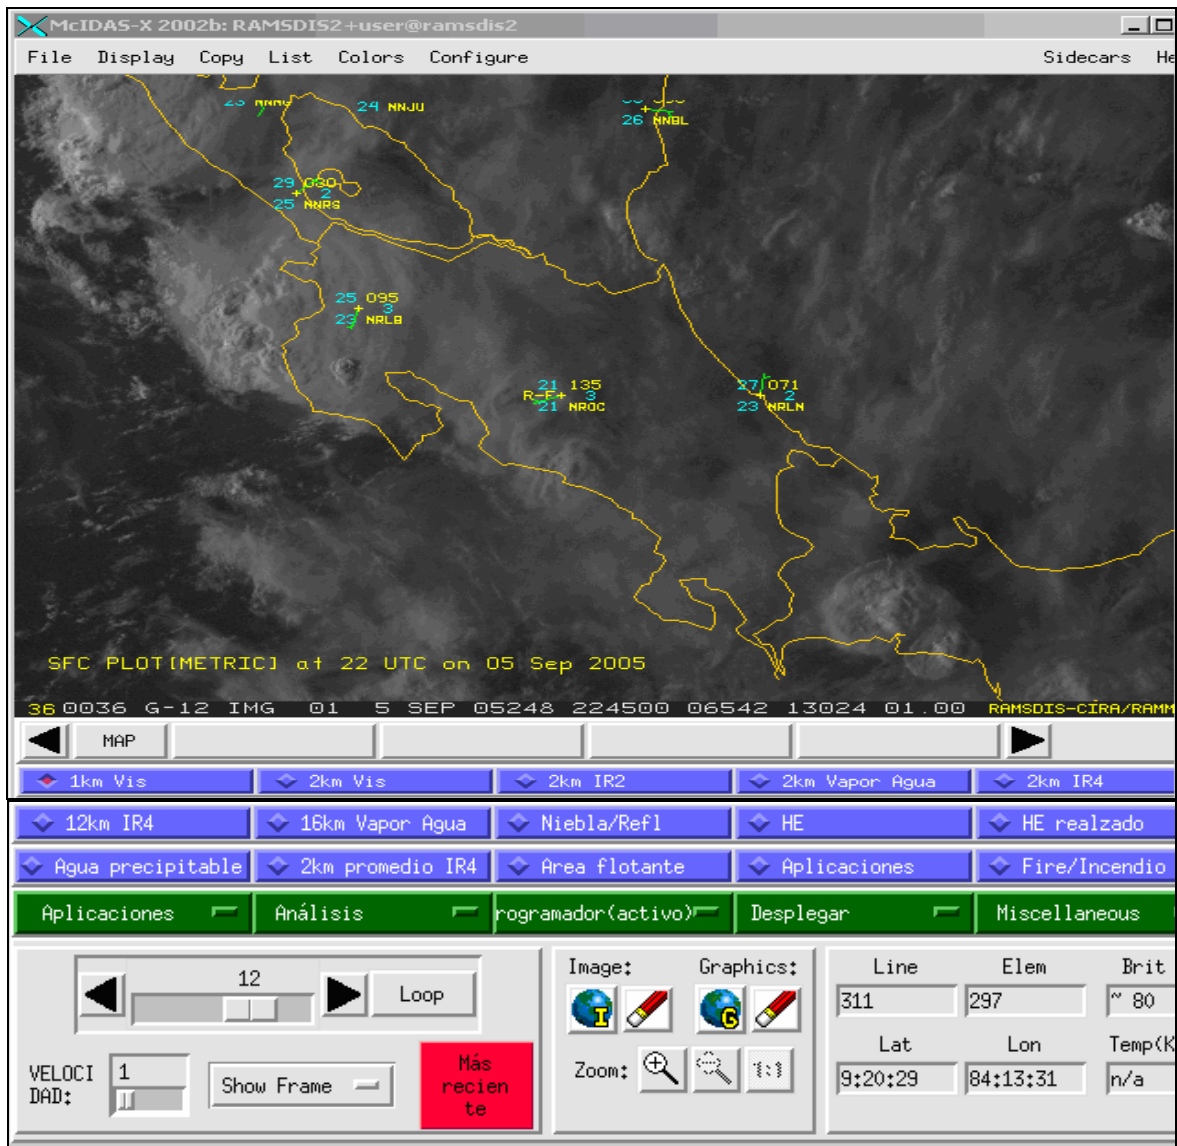 McIDAS-X 2002b: RAMSDIS2+user@ramsdis2
File Display Copy List Colors Configure Sidecars He
24 NNJU
26 NNBL
29 030
2
25 NNRS
25 095
3
23 NRLB
21 135
3
21 NROC
27 071
2
23 NRLN
SFC PLOT[METRIC] at 22 UTC on 05 Sep 2005
36 0036 G-12 IMG 01 5 SEP 05248 224500 06542 13024 01.00 RAMSDIS-CIRA/RAMM
MAP
1km Vis 2km Vis 2km IR2 2km Vapor Agua 2km IR4
12km IR4 16km Vapor Agua Niebla/Refl HE HE realzado
Agua precipitable 2km promedio IR4 Area flotante Aplicaciones Fire/Incendio
Aplicaciones Análisis rogramador(activo) Desplegar Miscellaneous
12
Loop
VELOCI
DAD:
1
Show Frame
Más
recien
te
Image: Graphics:
I G
Zoom: 1:1
Line Elem Brit
311 297 ~ 80
Lat Lon Temp(K
9:20:29 84:13:31 n/a